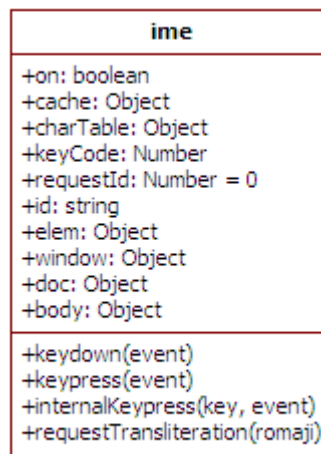 ime
+on: boolean
+cache: Object
+charTable: Object
+keyCode: Number
+requestId: Number = 0
+id: string
+elem: Object
+window: Object
+doc: Object
+body: Object
+keydown(event)
+keypress(event)
+internalKeypress(key, event)
+requestTransliteration(romaji)